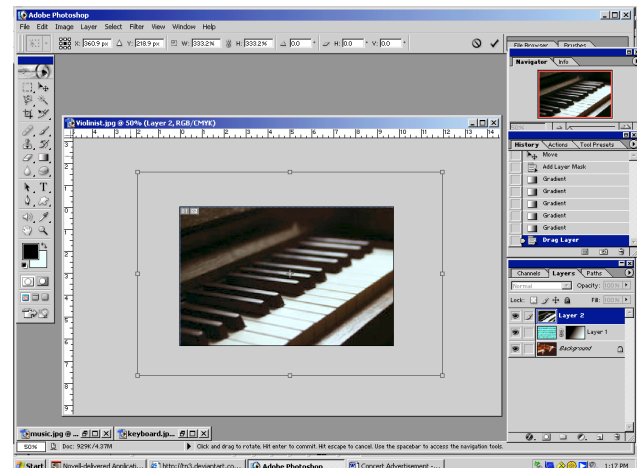 Adobe Photoshop
File Edit Image Layer Select Filter View Window Help
X: 360.9 px Y: 218.9 px W: 333.2% H: 333.2% 0.0 ° H: 0.0 ° V: 0.0 °
File Browser Brushes
Navigator Info
Violinist.jpg @ 50% (Layer 2, RGB/CMYK)
History Actions Tool Presets
Move
Add Layer Mask
Gradient
Gradient
Gradient
Gradient
Gradient
Drag Layer
Channels Layers Paths
Normal Opacity: 100%
Lock: Fill: 100%
Layer 2
Layer 1
Background
music.jpg @ ... keyboard.jp...
50% Doc: 929K/4.37M Click and drag to rotate. Hit enter to commit. Hit escape to cancel. Use the spacebar to access the navigation tools.
Start Novell-delivered Applicati... Adobe Photoshop Concert Advertisement - ... 1:17 PM